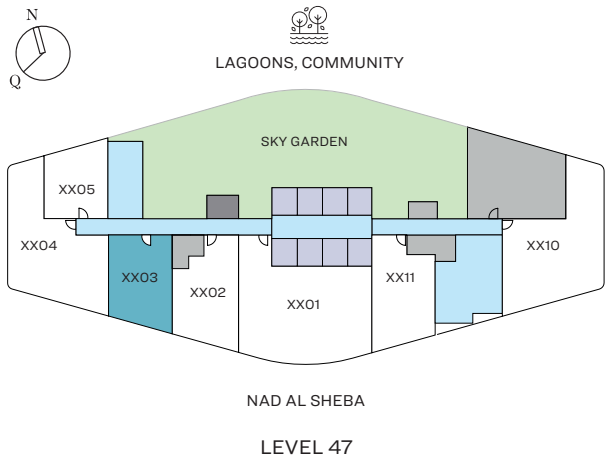 N
Q
LAGOONS, COMMUNITY
SKY GARDEN
XX05
XX04
XX10
XX03
XX02
XX01
XX11
NAD AL SHEBA
LEVEL 47